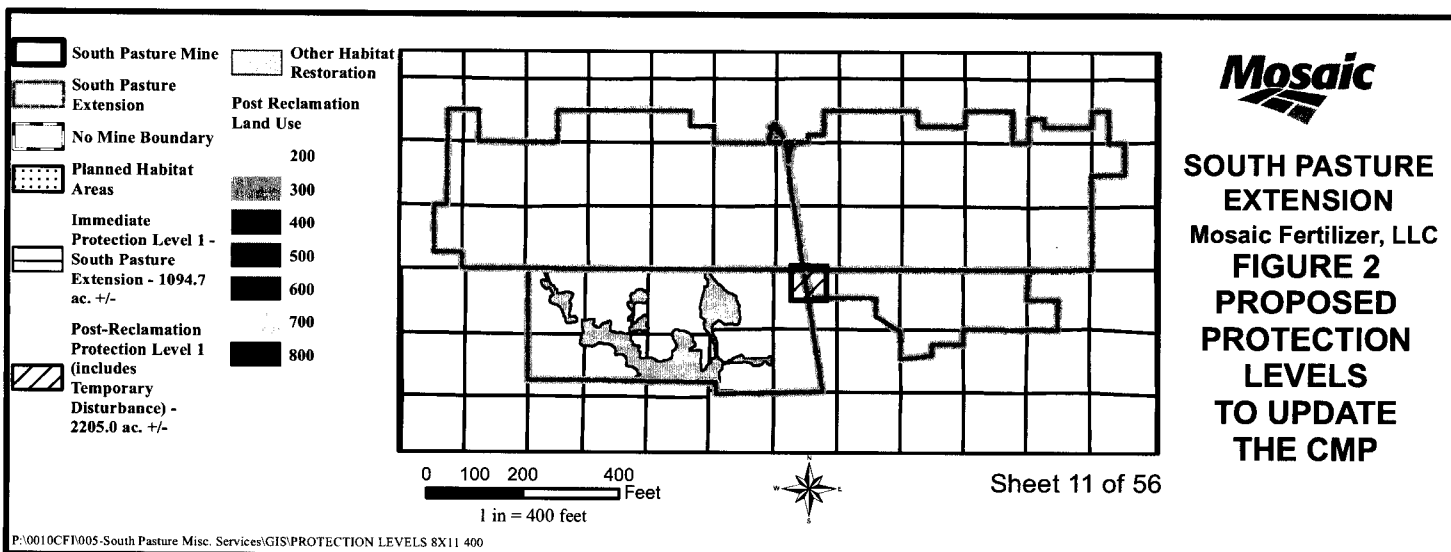 South Pasture Mine
South Pasture
Extension
No Mine Boundary
Planned Habitat
Areas
Immediate
Protection Level 1 -
South Pasture
Extension - 1094.7
ac. +/-
Post-Reclamation
Protection Level 1
(includes
Temporary
Disturbance) -
2205.0 ac. +/-
Other Habitat
Restoration
Post Reclamation
Land Use
200
300
400
500
600
700
800
0 100 200 400
Feet
1 in = 400 feet
N
W E
S
Sheet 11 of 56
Mosaic
SOUTH PASTURE
EXTENSION
Mosaic Fertilizer, LLC
FIGURE 2
PROPOSED
PROTECTION
LEVELS
TO UPDATE
THE CMP
P:\0010CFI\005-South Pasture Misc. Services\GIS\PROTECTION LEVELS 8X11 400